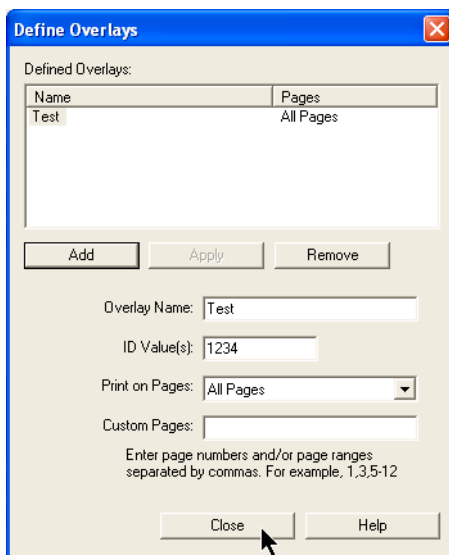 Define Overlays
Defined Overlays:
Name Pages
Test All Pages
Add Apply Remove
Overlay Name: Test
ID Value(s): 1234
Print on Pages: All Pages
Custom Pages:
Enter page numbers and/or page ranges
separated by commas. For example, 1,3,5-12
Close Help